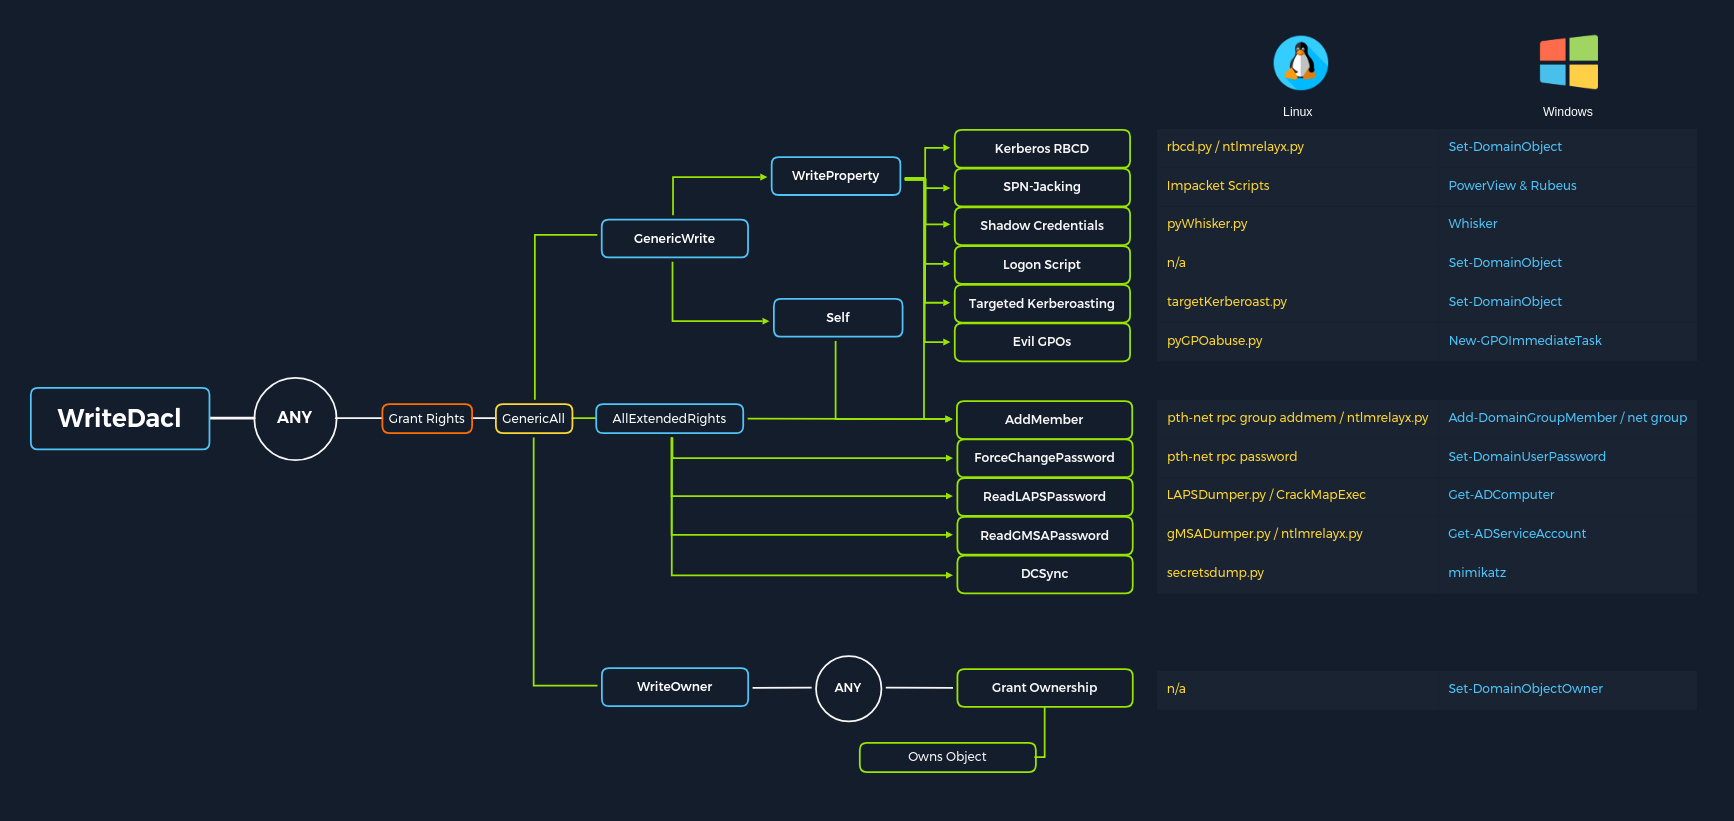 Linux
Windows
Kerberos RBCD
rbcd.py / ntlmrelayx.py
Set-DomainObject
WriteProperty
SPN-Jacking
Impacket Scripts
PowerView & Rubeus
Shadow Credentials
pyWhisker.py
Whisker
GenericWrite
Logon Script
n/a
Set-DomainObject
Targeted Kerberoasting
targetKerberoast.py
Set-DomainObject
Self
Evil GPOs
pyGPOabuse.py
New-GPOImmediateTask
WriteDacl
ANY
Grant Rights
GenericAll
AllExtendedRights
AddMember
pth-net rpc group addmem / ntlmrelayx.py
Add-DomainGroupMember / net group
ForceChangePassword
pth-net rpc password
Set-DomainUserPassword
ReadLAPSPassword
LAPSDumper.py / CrackMapExec
Get-ADComputer
ReadGMSAPassword
gMSADumper.py / ntlmrelayx.py
Get-ADServiceAccount
DCSync
secretsdump.py
mimikatz
WriteOwner
ANY
Grant Ownership
n/a
Set-DomainObjectOwner
Owns Object